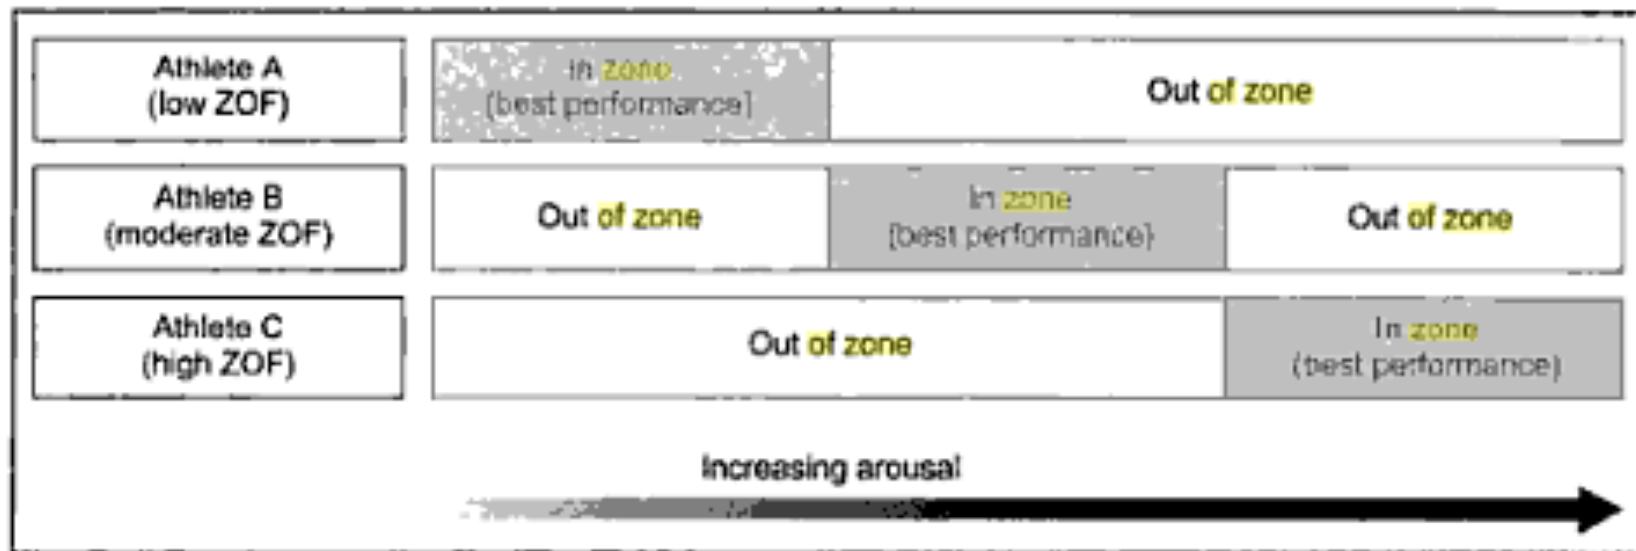 Athlete A
(low ZOF)
In zone
(best performance)
Out of zone
Athlete B
(moderate ZOF)
Out of zone
In zone
(best performance)
Out of zone
Athlete C
(high ZOF)
Out of zone
In zone
(best performance)
Increasing arousal